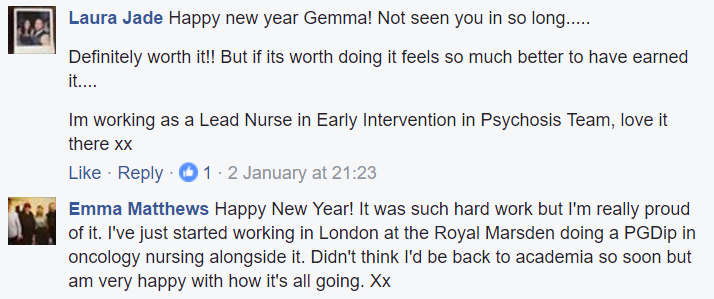 Laura Jade Happy new year Gemma! Not seen you in so long.....
Definitely worth it!! But if its worth doing it feels so much better to have earned
it....
Im working as a Lead Nurse in Early Intervention in Psychosis Team, love it
there xx
Like · Reply · 1 · 2 January at 21:23
Emma Matthews Happy New Year! It was such hard work but I'm really proud
of it. I've just started working in London at the Royal Marsden doing a PGDip in
oncology nursing alongside it. Didn't think I'd be back to academia so soon but
am very happy with how it's all going. Xx